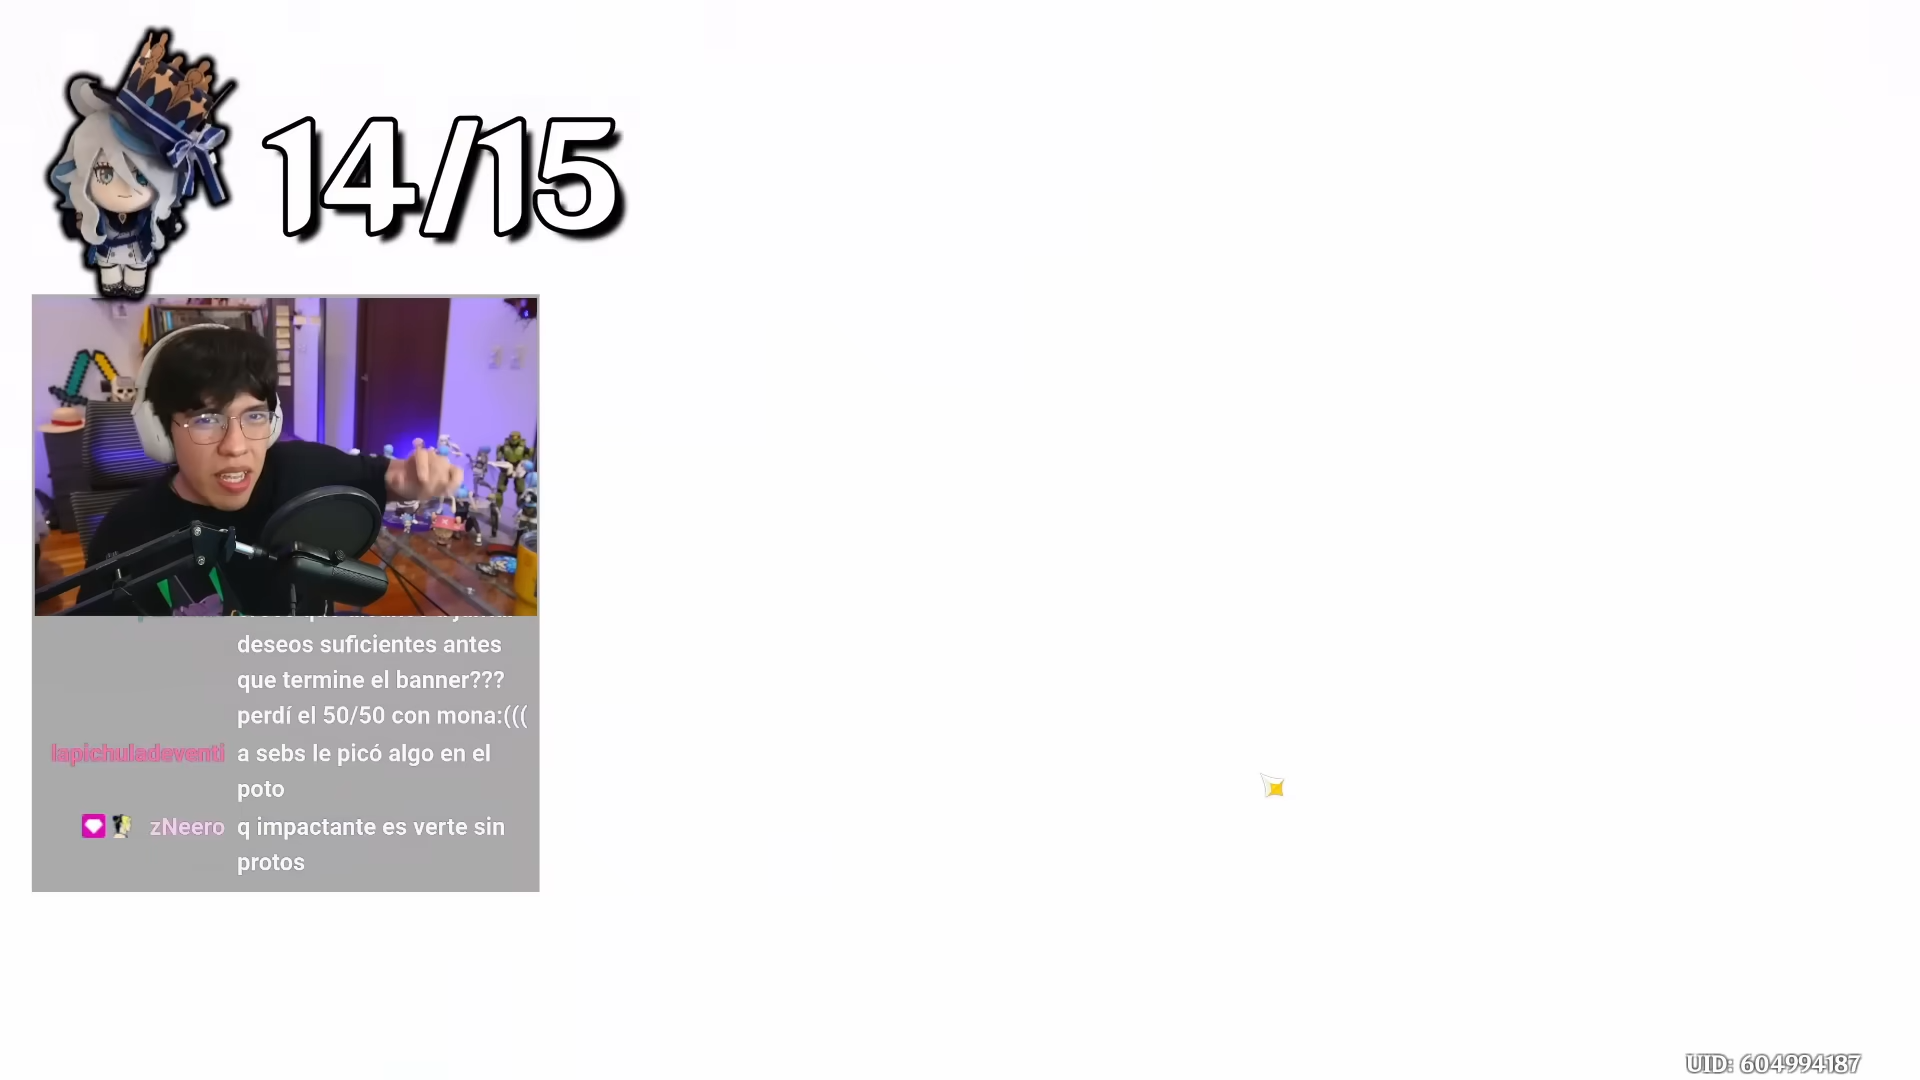 14/15
deseos suficientes antes
que termine el banner???
perdí el 50/50 con mona:(((
lapichuladeventi a sebs le picó algo en el
poto
zNeero q impactante es verte sin
protos
UID: 604994187